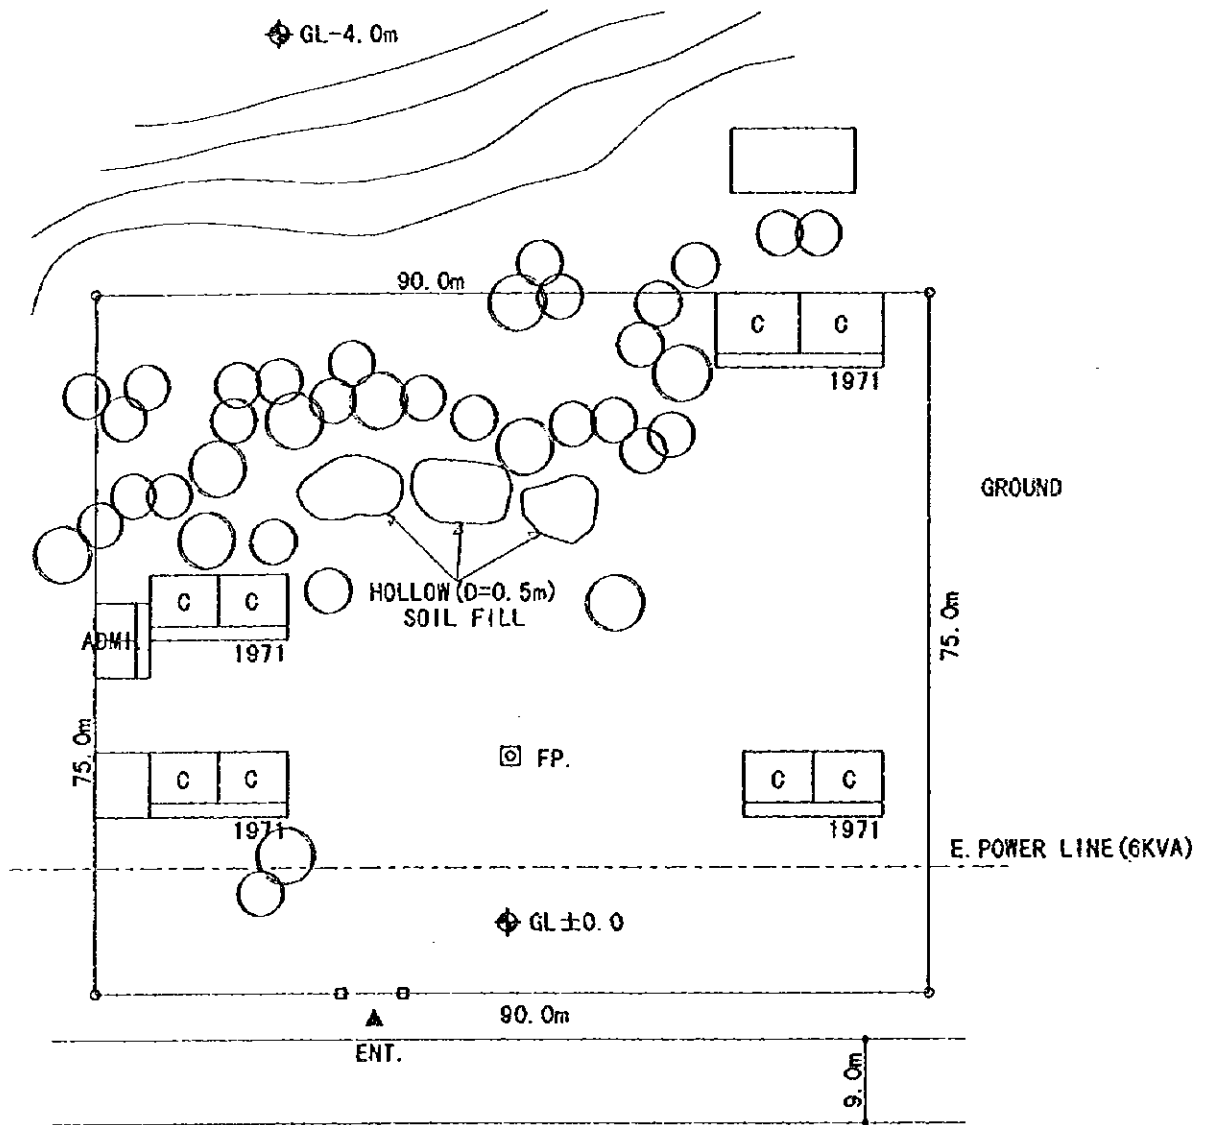 GL-4.0m
90.0m
C C
1971
GROUND
HOLLOW(D=0.5m)
SOIL FILL
C C
ADMI.
1971
75.0m
75.0m
FP.
C C
1971
C C
1971
E. POWER LINE(6KVA)
GL±0.0
90.0m
ENT.
9.0m